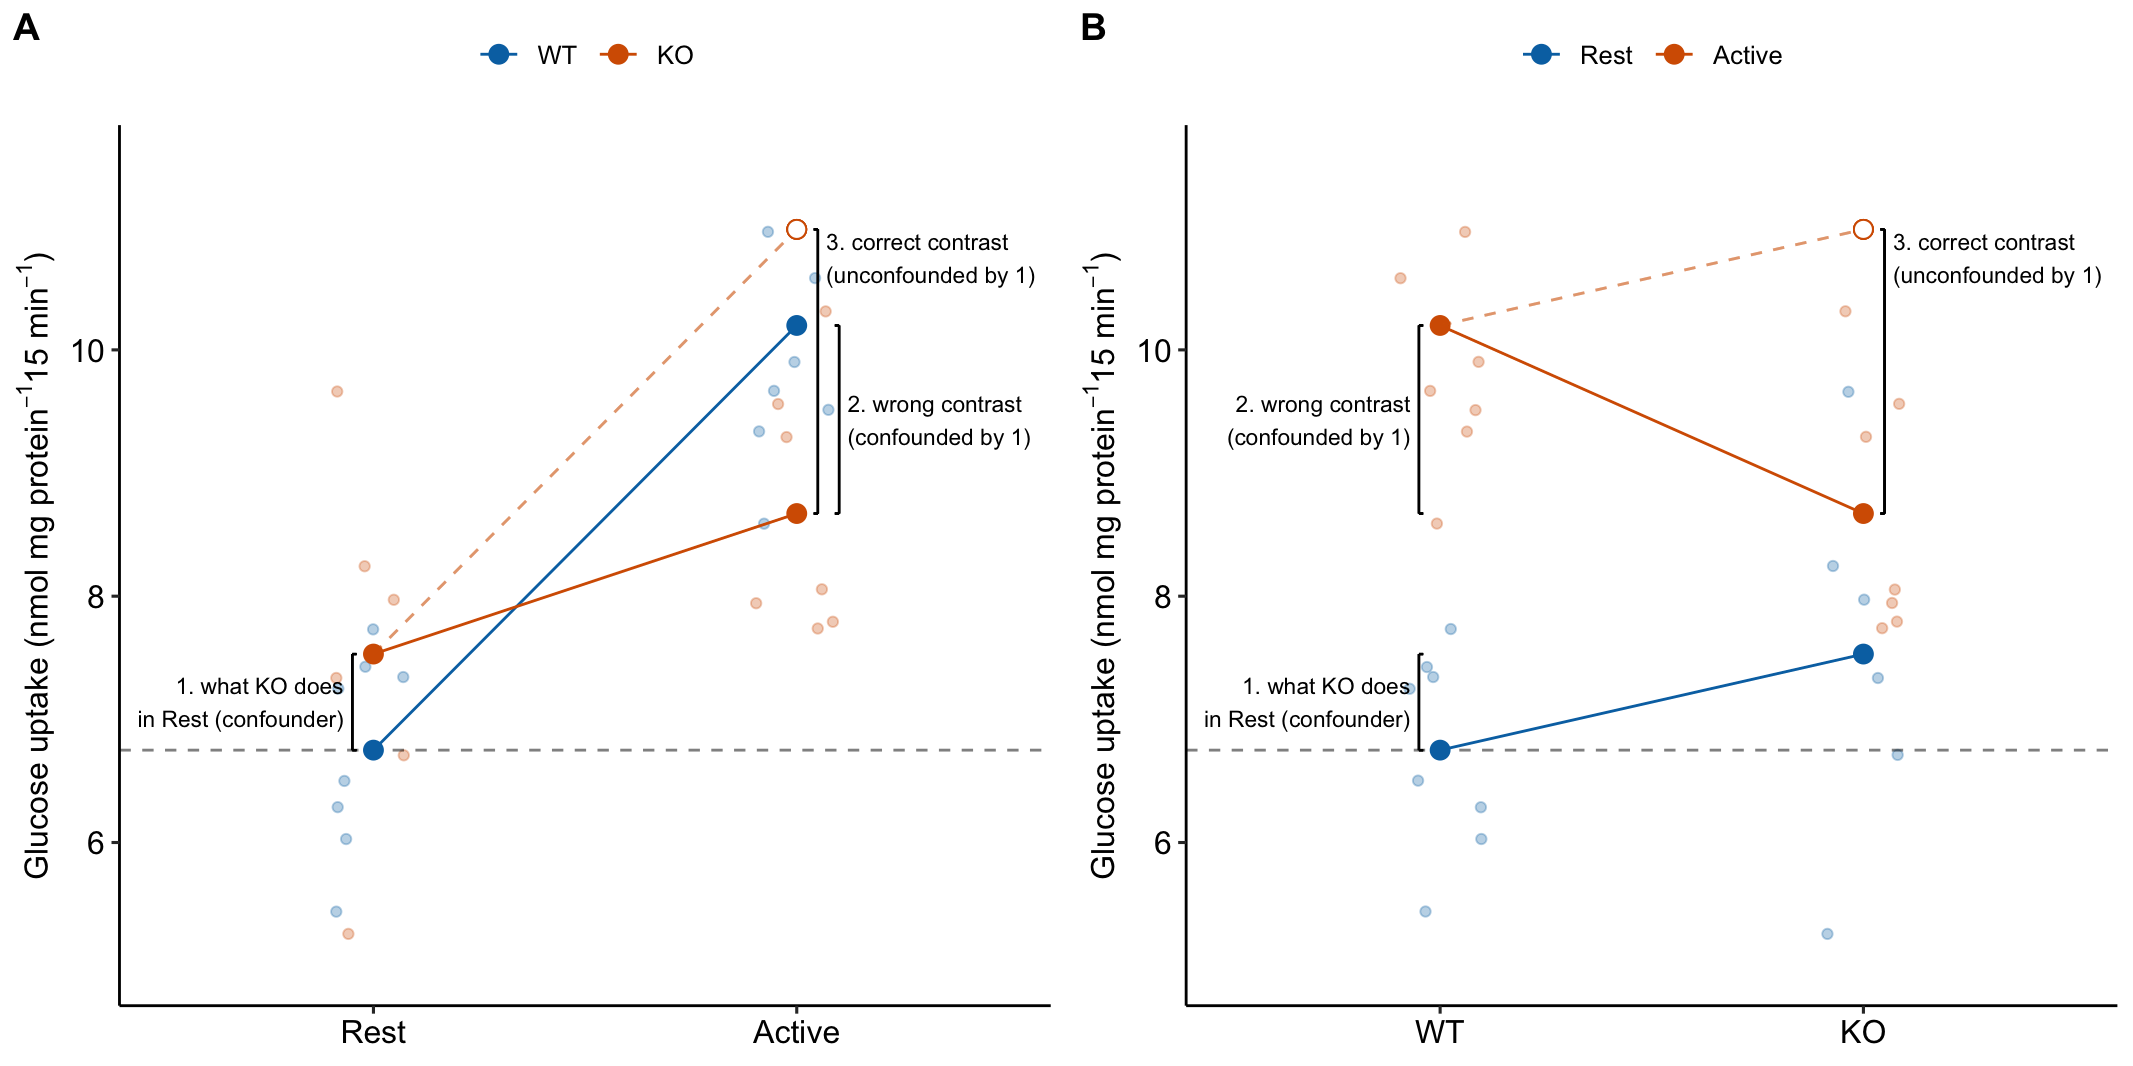 A
WT KO
Glucose uptake (nmol mg protein⁻¹15 min⁻¹)
10
8
6
3. correct contrast
(unconfounded by 1)
2. wrong contrast
(confounded by 1)
1. what KO does
in Rest (confounder)
Rest Active
B
Rest Active
Glucose uptake (nmol mg protein⁻¹15 min⁻¹)
10
8
6
3. correct contrast
(unconfounded by 1)
2. wrong contrast
(confounded by 1)
1. what KO does
in Rest (confounder)
WT KO